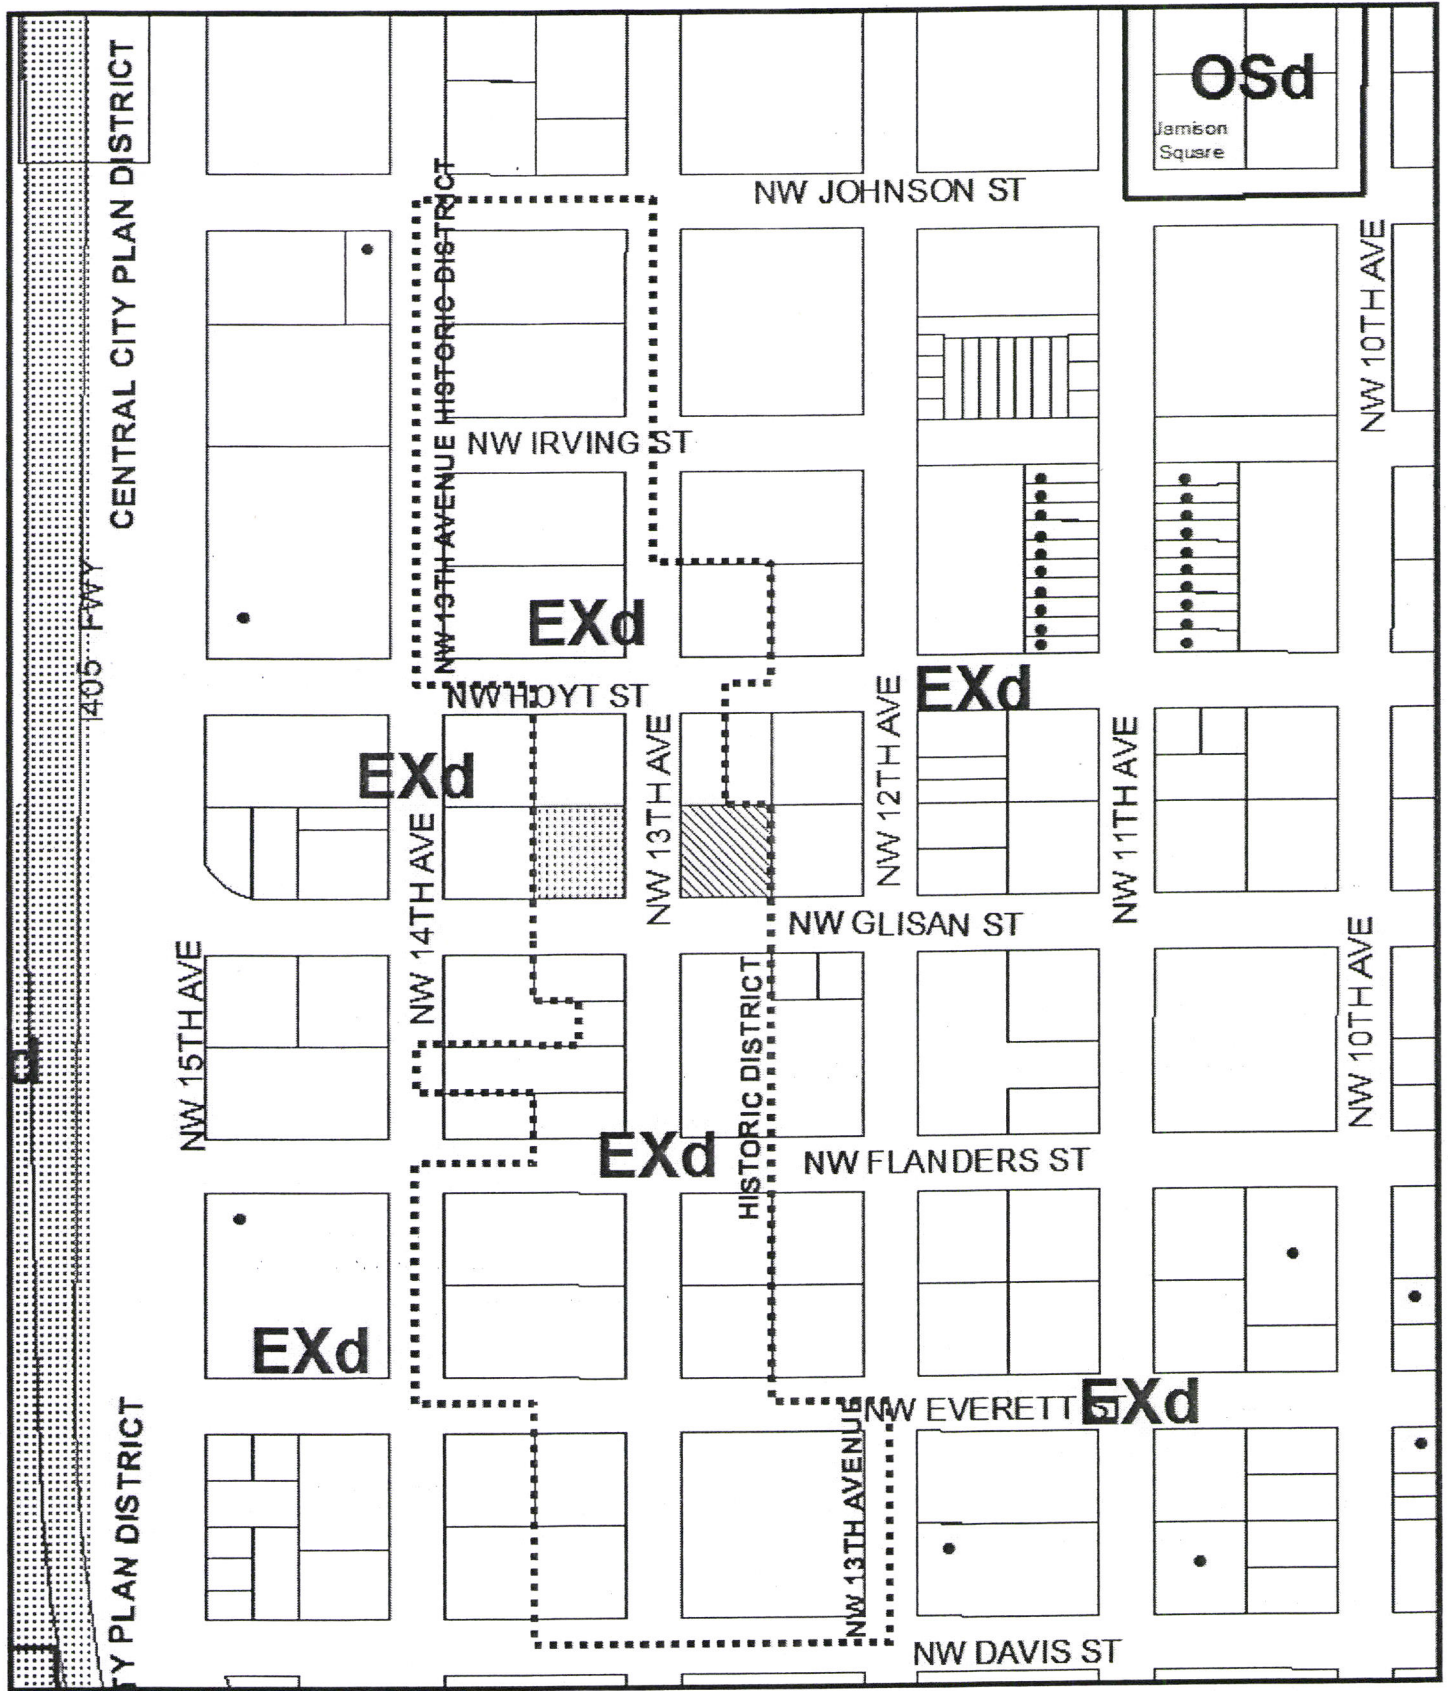 OSd
Jamison
Square
CENTRAL CITY PLAN DISTRICT
NW JOHNSON ST
NW 13TH AVENUE HISTORIC DISTRICT
NW 10TH AVE
NW IRVING ST
405 FWY
EXd
EXd
NW HOYT ST
NW 13TH AVE
NW 12TH AVE
NW 11TH AVE
EXd
NW 14TH AVE
NW GLISAN ST
NW 15TH AVE
HISTORIC DISTRICT
NW 10TH AVE
d
EXd
NW FLANDERS ST
EXd
NW EVERETT ST
EXd
NW 13TH AVENUE
TY PLAN DISTRICT
NW DAVIS ST